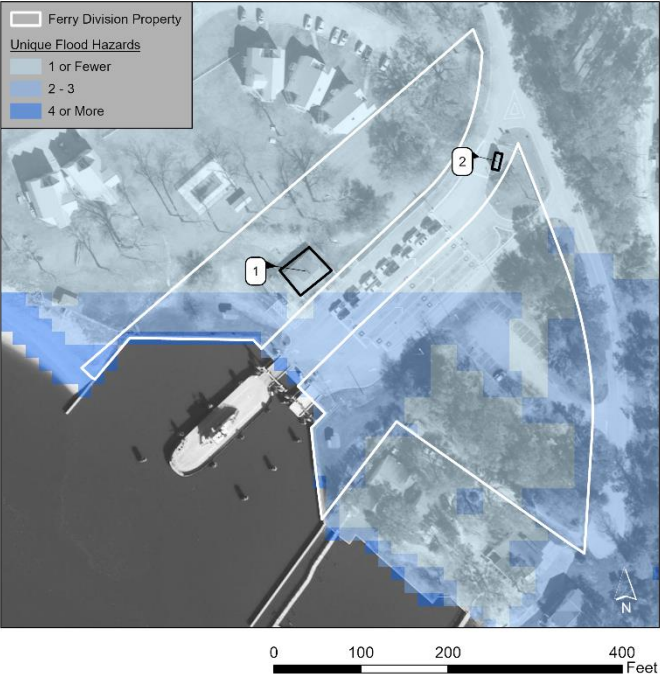 Ferry Division Property
Unique Flood Hazards
1 or Fewer
2 - 3
4 or More
2
1
N
0 100 200 400
Feet